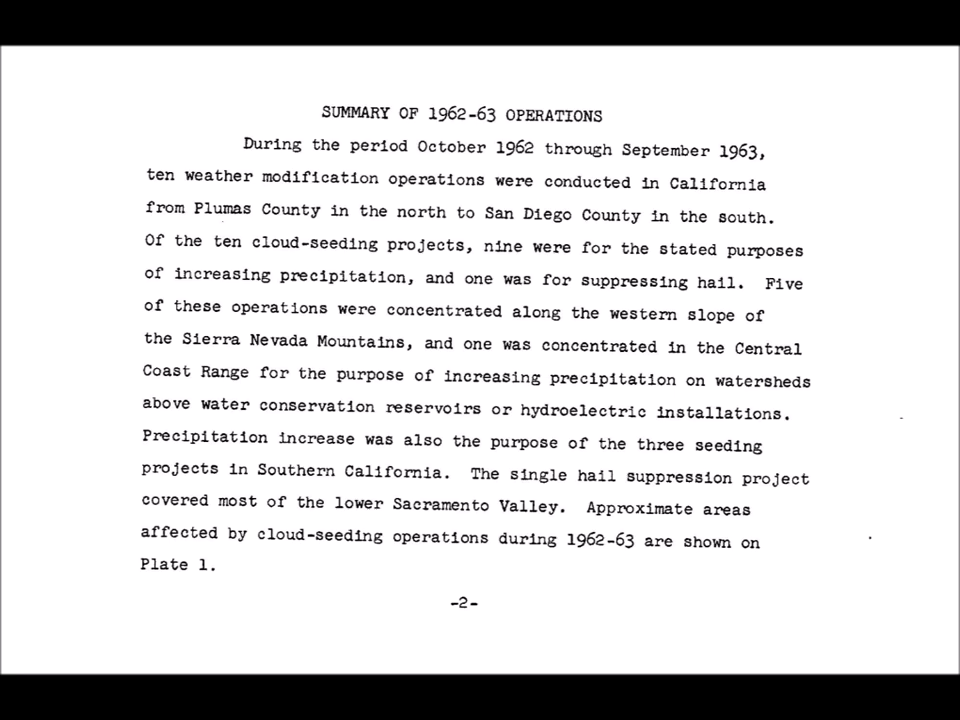 SUMMARY OF 1962-63 OPERATIONS
During the period October 1962 through September 1963,
ten weather modification operations were conducted in California
from Plumas County in the north to San Diego County in the south.
Of the ten cloud-seeding projects, nine were for the stated purposes
of increasing precipitation, and one was for suppressing hail. Five
of these operations were concentrated along the western slope of
the Sierra Nevada Mountains, and one was concentrated in the Central
Coast Range for the purpose of increasing precipitation on watersheds
above water conservation reservoirs or hydroelectric installations.
Precipitation increase was also the purpose of the three seeding
projects in Southern California. The single hail suppression project
covered most of the lower Sacramento Valley. Approximate areas
affected by cloud-seeding operations during 1962-63 are shown on
Plate 1.
-2-